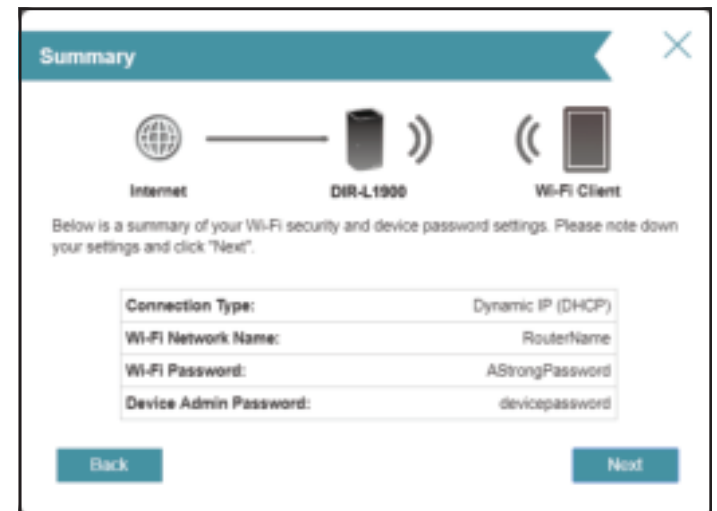 Summary
Internet DIR-L1900 Wi-Fi Client
Below is a summary of your Wi-Fi security and device password settings. Please note down
your settings and click "Next".
Connection Type: Dynamic IP (DHCP)
Wi-Fi Network Name: RouterName
Wi-Fi Password: AStrongPassword
Device Admin Password: devicepassword
Back Next